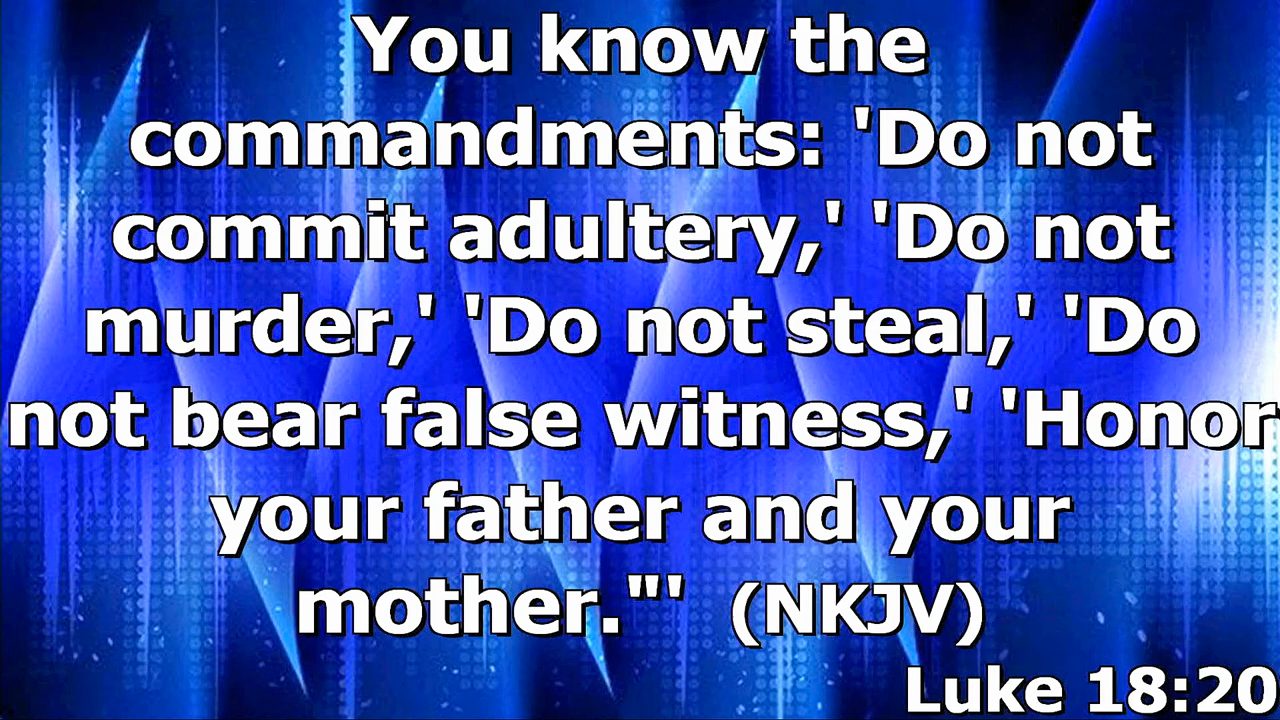 You know the
commandments: 'Do not
commit adultery,' 'Do not
murder,' 'Do not steal,' 'Do
not bear false witness,' 'Honor
your father and your
mother."' (NKJV)
Luke 18:20